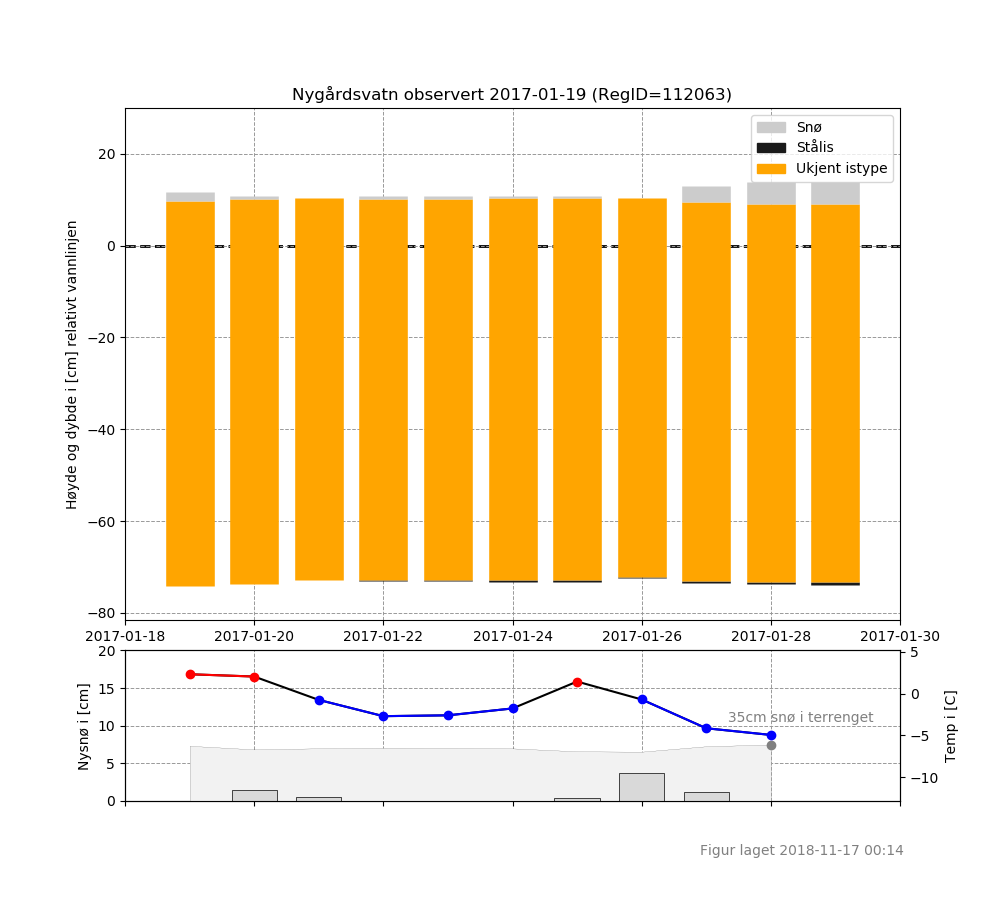 Nygårdsvatn observert 2017-01-19 (RegID=112063)
Snø
Stålis
Ukjent istype
Høyde og dybde i [cm] relativt vannlinjen
20
0
−20
−40
−60
−80
2017-01-18 2017-01-20 2017-01-22 2017-01-24 2017-01-26 2017-01-28 2017-01-30
Nysnø i [cm]
20
15
10
5
0
35cm snø i terrenget
5
0
−5
−10
Temp i [C]
Figur laget 2018-11-17 00:14